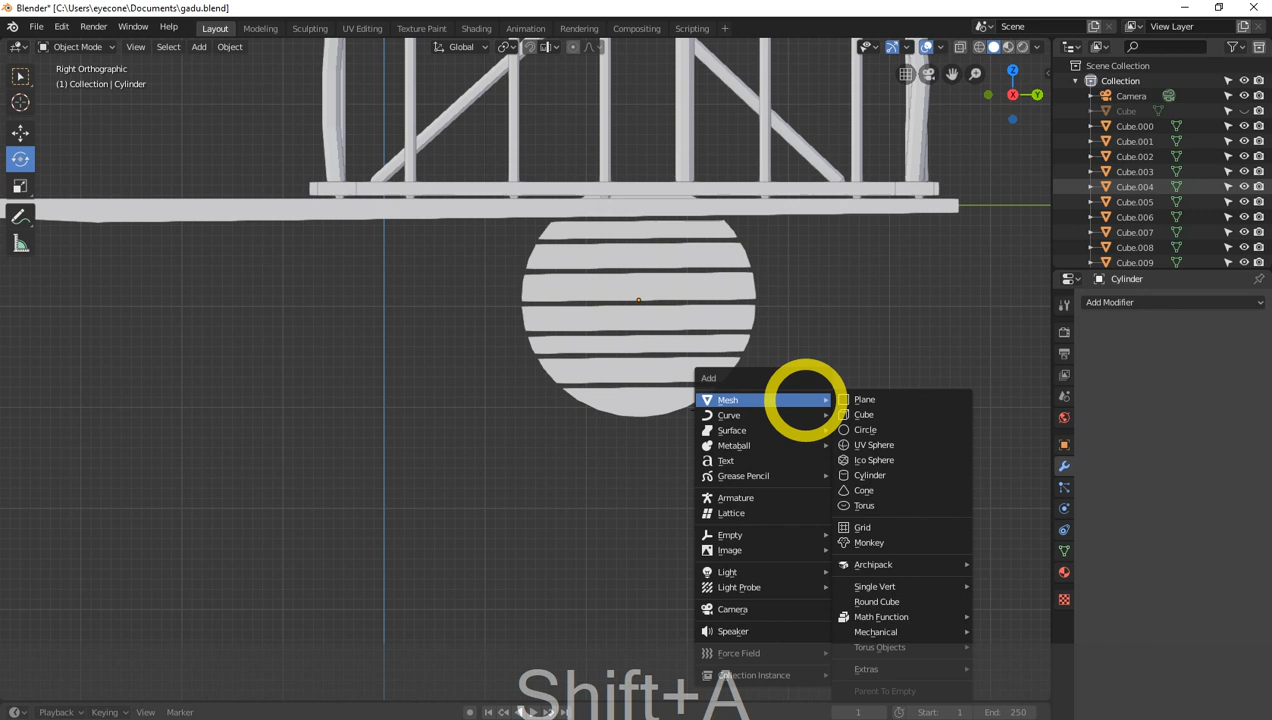 Blender* [C:\Users\eyecone\Documents\gadu.blend]
File Edit Render Window Help
Layout Modeling Sculpting UV Editing Texture Paint Shading Animation Rendering Compositing Scripting +
Scene
View Layer
Object Mode View Select Add Object
Global
Right Orthographic
(1) Collection | Cylinder
Z
X
Y
Scene Collection
Collection
Camera
Cube
Cube.000
Cube.001
Cube.002
Cube.003
Cube.004
Cube.005
Cube.006
Cube.007
Cube.008
Cube.009
Cylinder
Add Modifier
Add
Mesh
Curve
Surface
Metaball
Text
Grease Pencil
Armature
Lattice
Empty
Image
Light
Light Probe
Camera
Speaker
Force Field
Collection Instance
Plane
Cube
Circle
UV Sphere
Ico Sphere
Cylinder
Cone
Torus
Grid
Monkey
Archipack
Single Vert
Round Cube
Math Function
Mechanical
Torus Objects
Extras
Parent To Empty
Shift+A
Playback Keying View Marker
1 Start: 1 End: 250